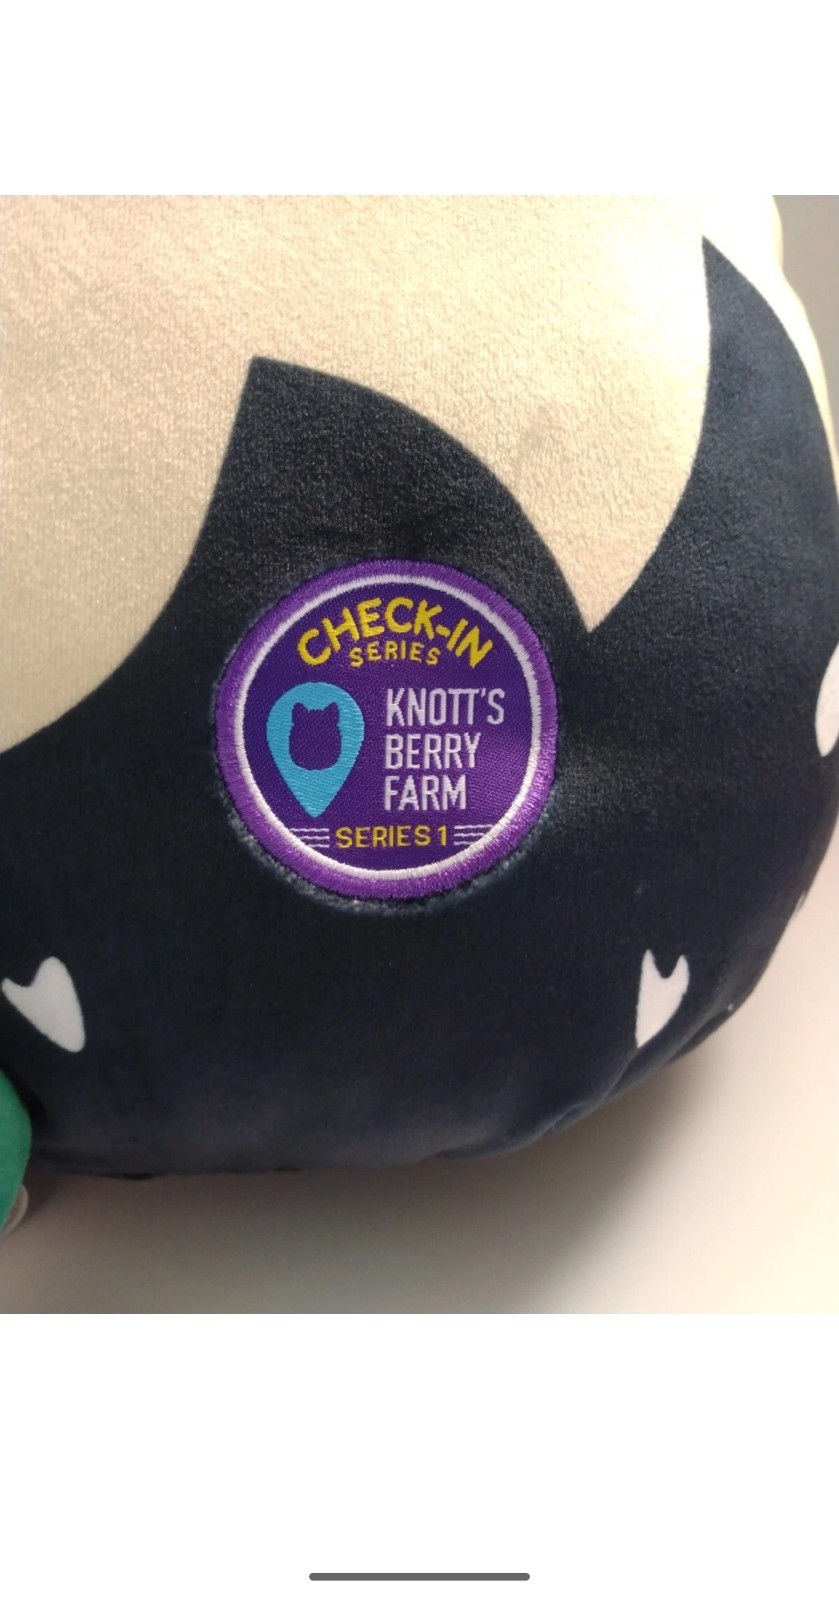 CHECK-IN
SERIES
KNOTT'S
BERRY
FARM
SERIES 1